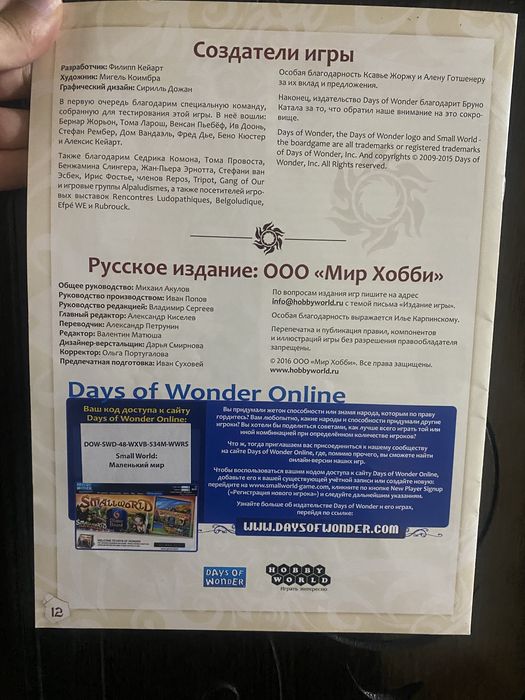 Создатели игры
Разработчик: Филипп Кейарт
Художник: Мигель Коимбра
Графический дизайн: Сирилль Дожан
В первую очередь благодарим специальную команду,
собранную для тестирования этой игры. В неё вошли:
Бернар Жорьон, Тома Ларош, Венсан Пьебёф, Ив Доонь,
Стефан Рембер, Дом Вандаэль, Фред Дье, Бено Кюстер
и Алексис Кейарт.
Также благодарим Седрика Комона, Тома Провоста,
Бенжамина Слингера, Жан-Пьера Эрнотта, Стефани ван
Эсбек, Ирис Фостье, членов Repos, Tripot, Gang of Our
и игровые группы Alpaludismes, а также посетителей игро-
вых выставок Rencontres Ludopathiques, Belgoludique,
Efpé WE и Rubrouck.
Особая благодарность Ксавье Жоржу и Алену Готшенеру
за их вклад и предложения.
Наконец, издательство Days of Wonder благодарит Бруно
Катала за то, что обратил наше внимание на это сокро-
вище.
Days of Wonder, the Days of Wonder logo and Small World -
the boardgame are all trademarks or registered trademarks
of Days of Wonder, Inc. And copyrights © 2009-2015 Days of
Wonder, Inc. All Rights reserved.
Русское издание: ООО «Мир Хобби»
Общее руководство: Михаил Акулов
Руководство производством: Иван Попов
Руководство редакцией: Владимир Сергеев
Главный редактор: Александр Киселев
Переводчик: Александр Петрунин
Редактор: Валентин Матюша
Дизайнер-верстальщик: Дарья Смирнова
Корректор: Ольга Португалова
Предпечатная подготовка: Иван Суховей
По вопросам издания игр пишите на адрес
info@hobbyworld.ru с темой письма «Издание игры».
Особая благодарность выражается Илье Карпинскому.
Перепечатка и публикация правил, компонентов
и иллюстраций игры без разрешения правообладателя
запрещены.
© 2016 ООО «Мир Хобби». Все права защищены.
www.hobbyworld.ru
Days of Wonder Online
Ваш код доступа к сайту
Days of Wonder Online:
DOW-SWD-48-WXVB-534M-WWRS
Small World:
Маленький мир
SMALLWORLD
Вы придумали жетон способности или знамя народа, которым по праву
гордитесь? Вам любопытно, какие народы и способности придумали другие
игроки? Вы хотели бы поделиться советами, как лучше всего играть той или
иной комбинацией при определённом количестве игроков?
Что ж, тогда приглашаем вас присоединиться к нашему сообществу
на сайте Days of Wonder Online, где, помимо прочего, вы сможете найти
онлайн-версии наших игр.
Чтобы воспользоваться вашим кодом доступа к сайту Days of Wonder Online,
добавьте его к вашей существующей учётной записи или создайте новую:
перейдите на www.smallworld-game.com, кликните по кнопке New Player Signup
(«Регистрация нового игрока») и следуйте дальнейшим указаниям.
Узнайте больше об издательстве Days of Wonder и его играх,
перейдя по ссылке:
WWW.DAYSOFWONDER.COM
DAYS OF
WONDER
HOBBY
WORLD
Играть интересно
12